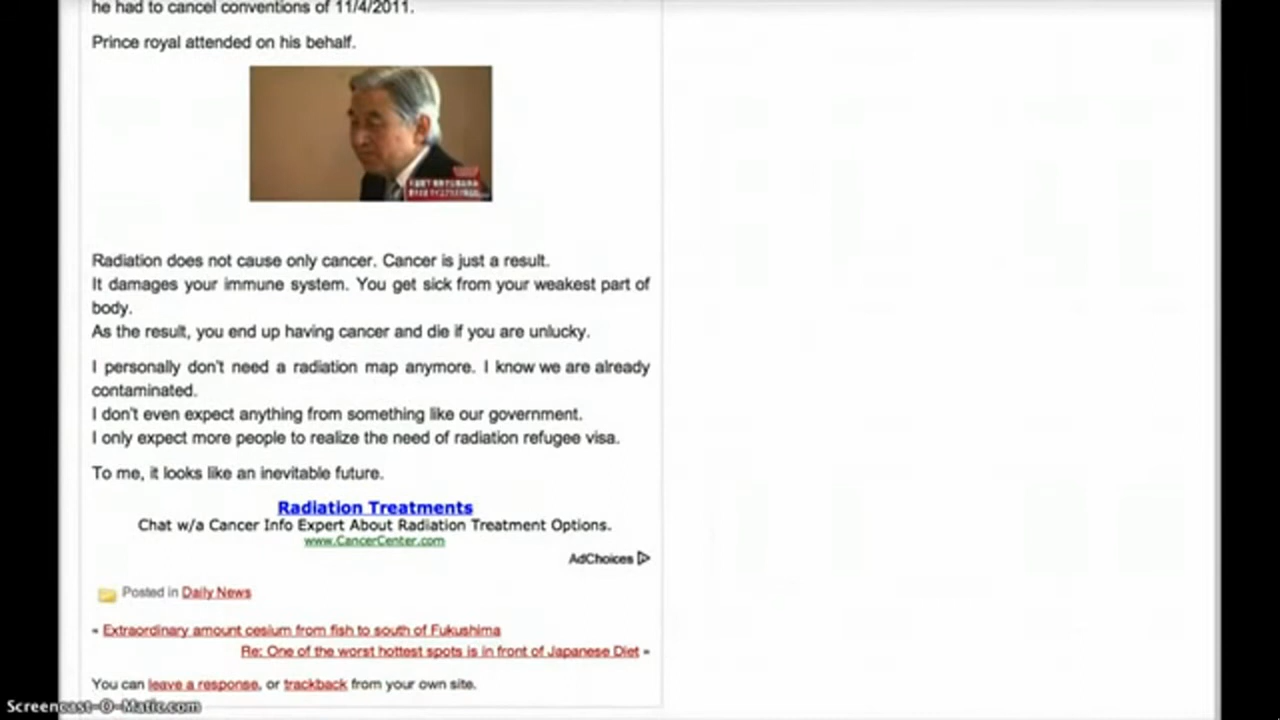 he had to cancel conventions of 11/4/2011.
Prince royal attended on his behalf.
Radiation does not cause only cancer. Cancer is just a result.
It damages your immune system. You get sick from your weakest part of
body.
As the result, you end up having cancer and die if you are unlucky.
I personally don't need a radiation map anymore. I know we are already
contaminated.
I don't even expect anything from something like our government.
I only expect more people to realize the need of radiation refugee visa.
To me, it looks like an inevitable future.
Radiation Treatments
Chat w/a Cancer Info Expert About Radiation Treatment Options.
www.CancerCenter.com
AdChoices
Posted in Daily News
« Extraordinary amount cesium from fish to south of Fukushima
Re: One of the worst hottest spots is in front of Japanese Diet »
You can leave a response, or trackback from your own site.
Screencast-O-Matic.com